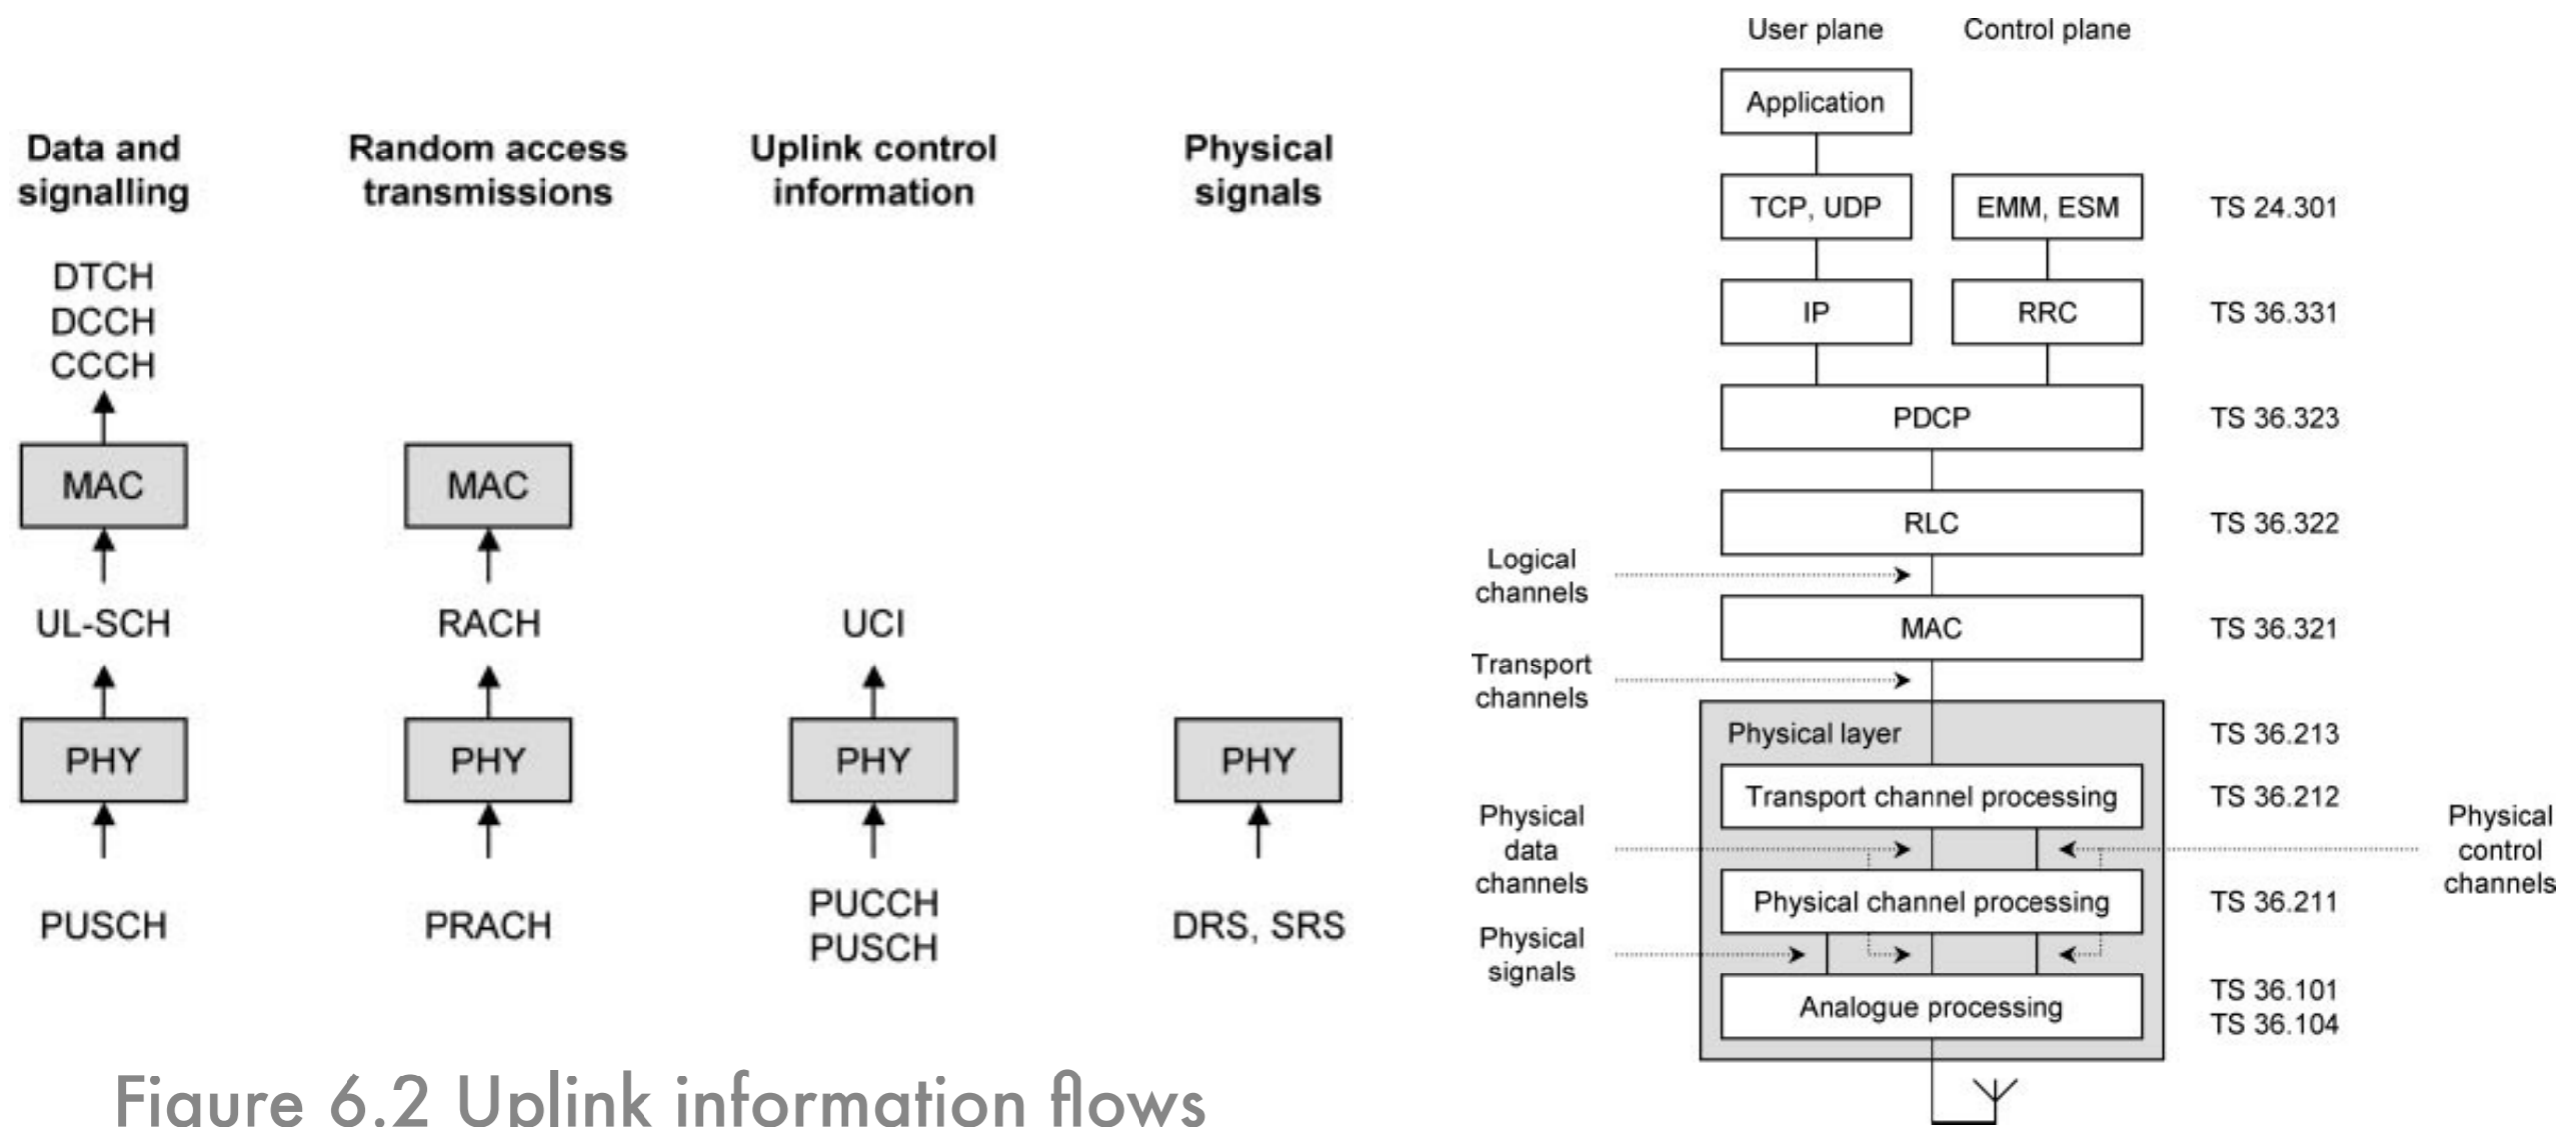 Data and
signalling
DTCH
DCCH
CCCH
MAC
UL-SCH
PHY
PUSCH
Random access
transmissions
MAC
RACH
PHY
PRACH
Uplink control
information
UCI
PHY
PUCCH
PUSCH
Physical
signals
PHY
DRS, SRS
Figure 6.2 Uplink information flows
User plane
Control plane
Application
TCP, UDP
EMM, ESM
TS 24.301
IP
RRC
TS 36.331
PDCP
TS 36.323
RLC
TS 36.322
Logical
channels
MAC
TS 36.321
Transport
channels
Physical layer
TS 36.213
Transport channel processing
TS 36.212
Physical
data
channels
Physical
control
channels
Physical channel processing
TS 36.211
Physical
signals
Analogue processing
TS 36.101
TS 36.104